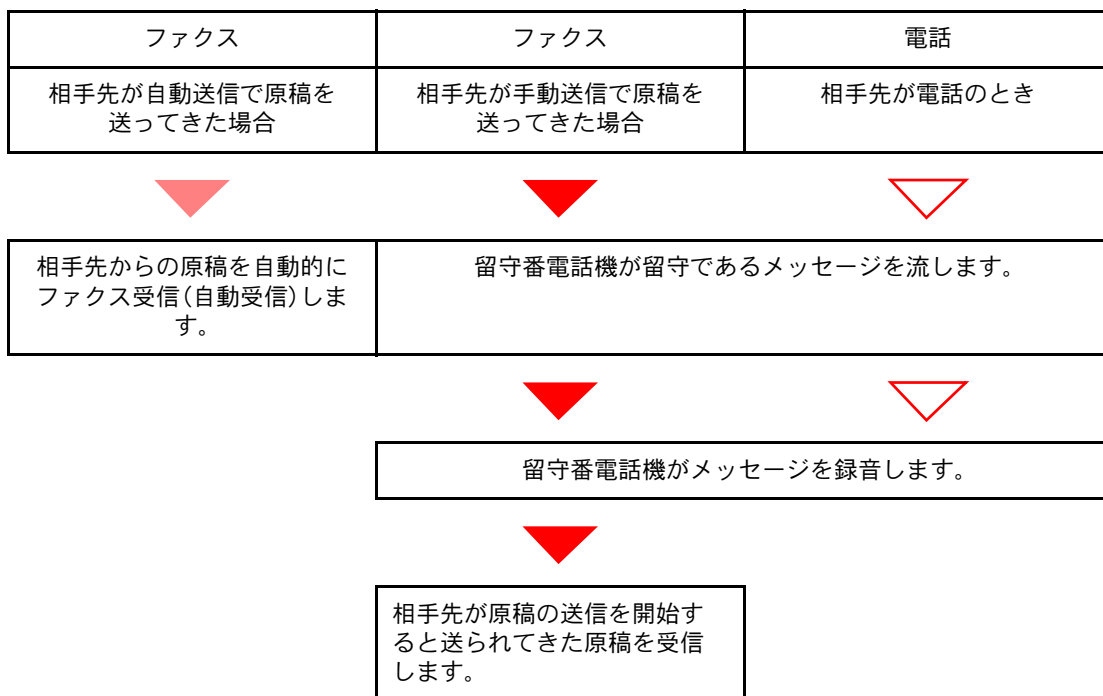 ファクス
ファクス
電話
相手先が自動送信で原稿を
送ってきた場合
相手先が手動送信で原稿を
送ってきた場合
相手先が電話のとき
相手先からの原稿を自動的に
ファクス受信(自動受信)しま
す。
留守番電話機が留守であるメッセージを流します。
留守番電話機がメッセージを録音します。
相手先が原稿の送信を開始す
ると送られてきた原稿を受信
します。